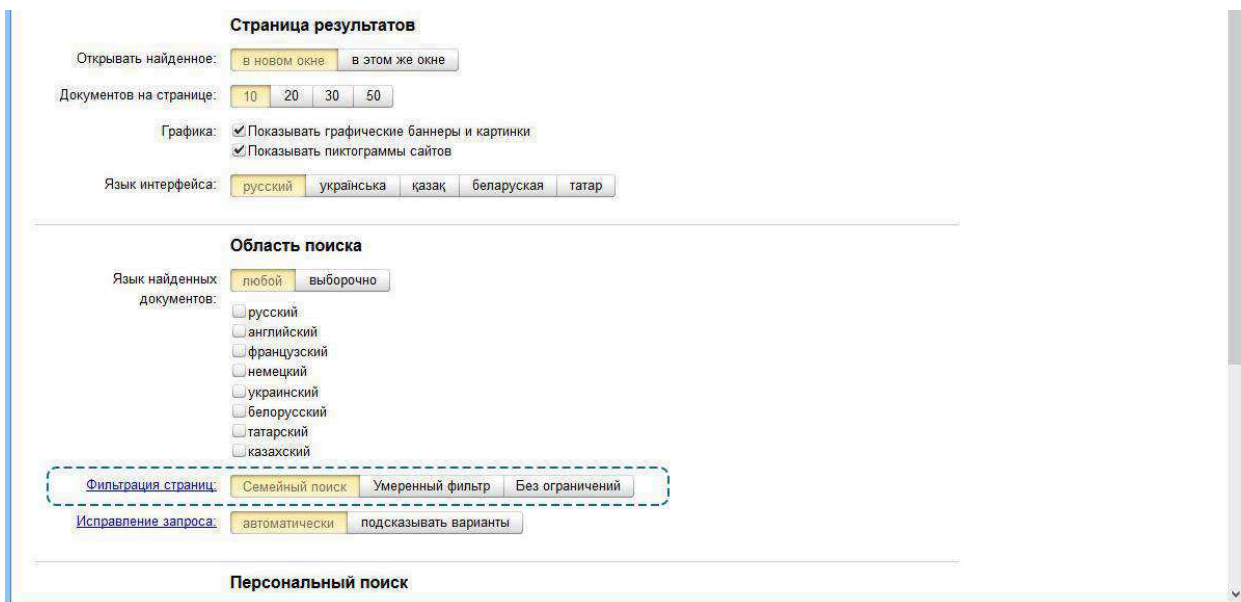 Страница результатов
Открывать найденное: в новом окне в этом же окне
Документов на странице: 10 20 30 50
Графика: Показывать графические баннеры и картинки
Показывать пиктограммы сайтов
Язык интерфейса: русский українська қазақ беларуская татар
Область поиска
Язык найденных документов: любой выборочно
русский
английский
французский
немецкий
украинский
белорусский
татарский
казахский
Фильтрация страниц: Семейный поиск Умеренный фильтр Без ограничений
Исправление запроса: автоматически подсказывать варианты
Персональный поиск